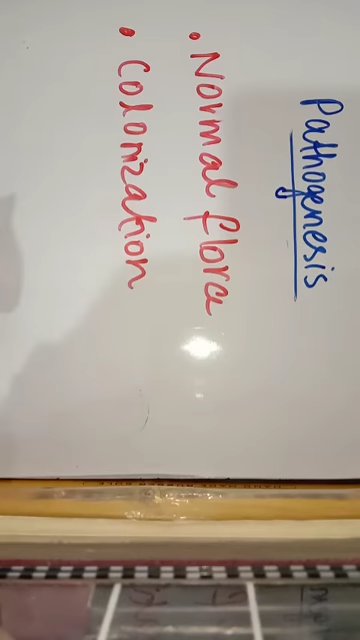 Pathogenesis
• Normal flora
• Colonization